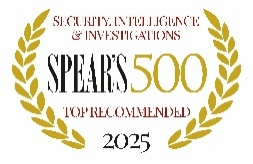 SECURITY, INTELLIGENCE
& INVESTIGATIONS
SPEAR'S 500
TOP RECOMMENDED
2025